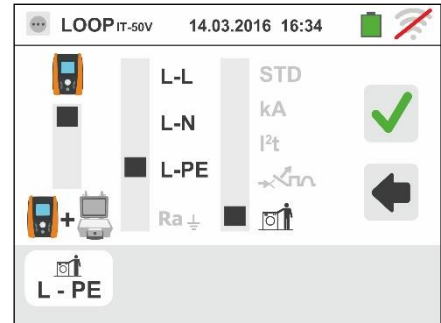 LOOP IT-50V 14.03.2016 16:34
L-L STD
L-N kA
I²t
L-PE
Ra
+
L - PE